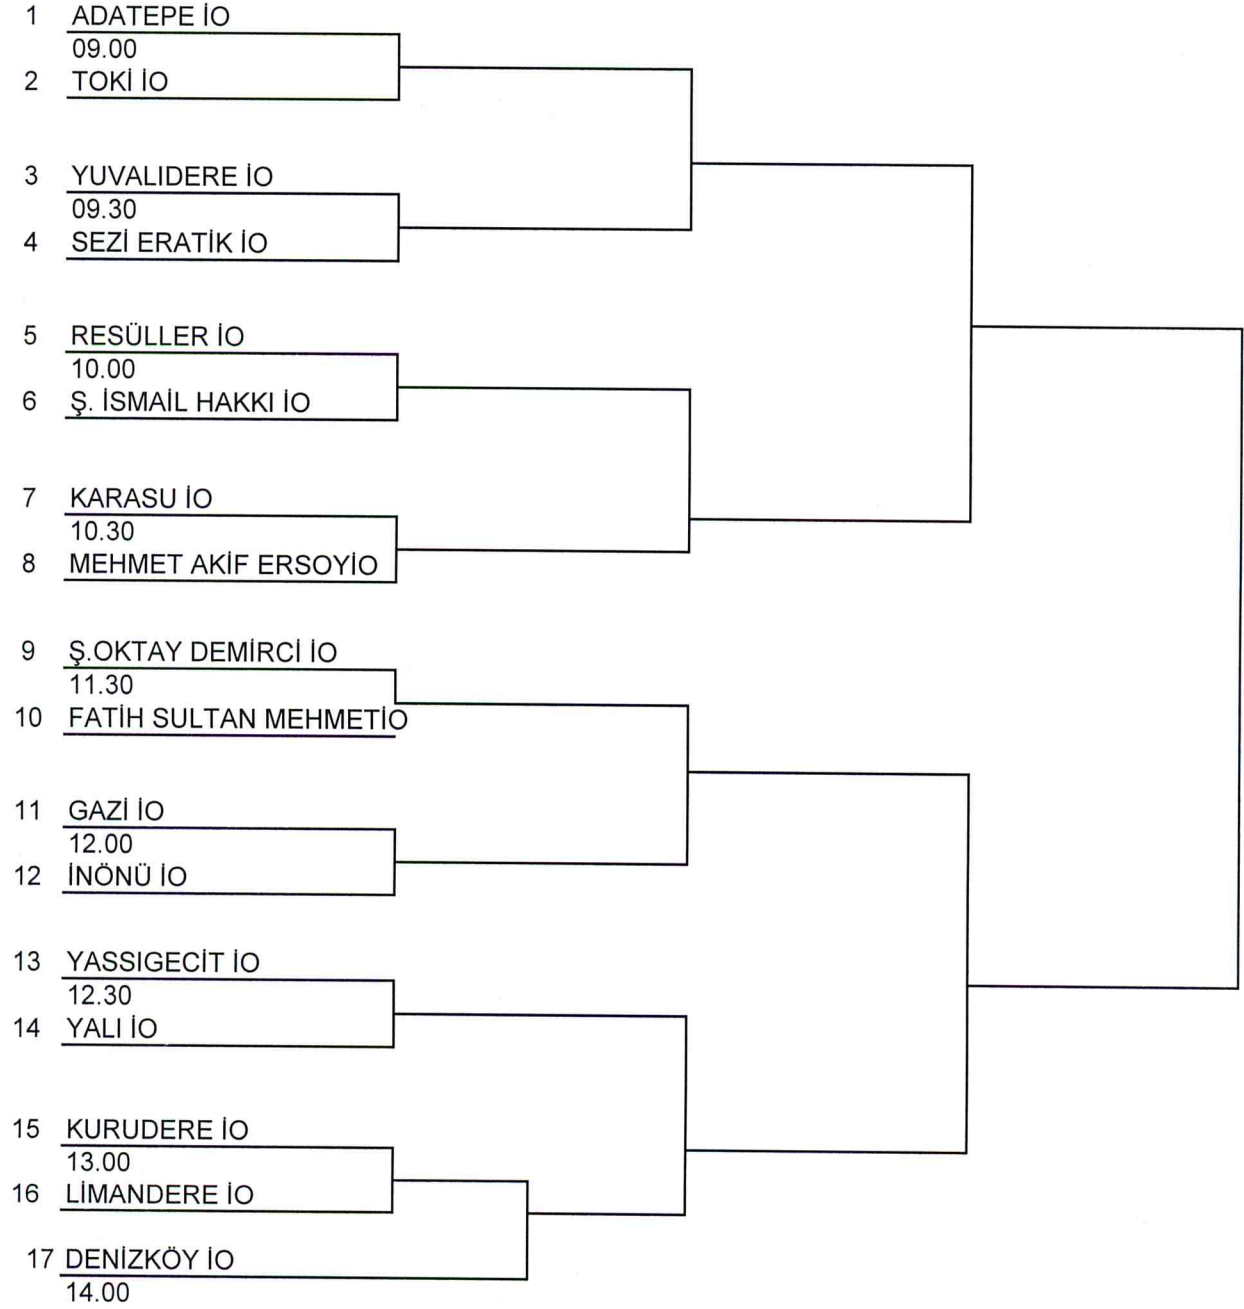 1 ADATEPE İO
09.00
2 TOKİ İO
3 YUVALIDERE İO
09.30
4 SEZİ ERATİK İO
5 RESÜLLER İO
10.00
6 Ş. İSMAİL HAKKI İO
7 KARASU İO
10.30
8 MEHMET AKİF ERSOYİO
9 Ş.OKTAY DEMİRCİ İO
11.30
10 FATİH SULTAN MEHMETİO
11 GAZİ İO
12.00
12 İNÖNÜ İO
13 YASSIGECİT İO
12.30
14 YALI İO
15 KURUDERE İO
13.00
16 LİMANDERE İO
17 DENİZKÖY İO
14.00